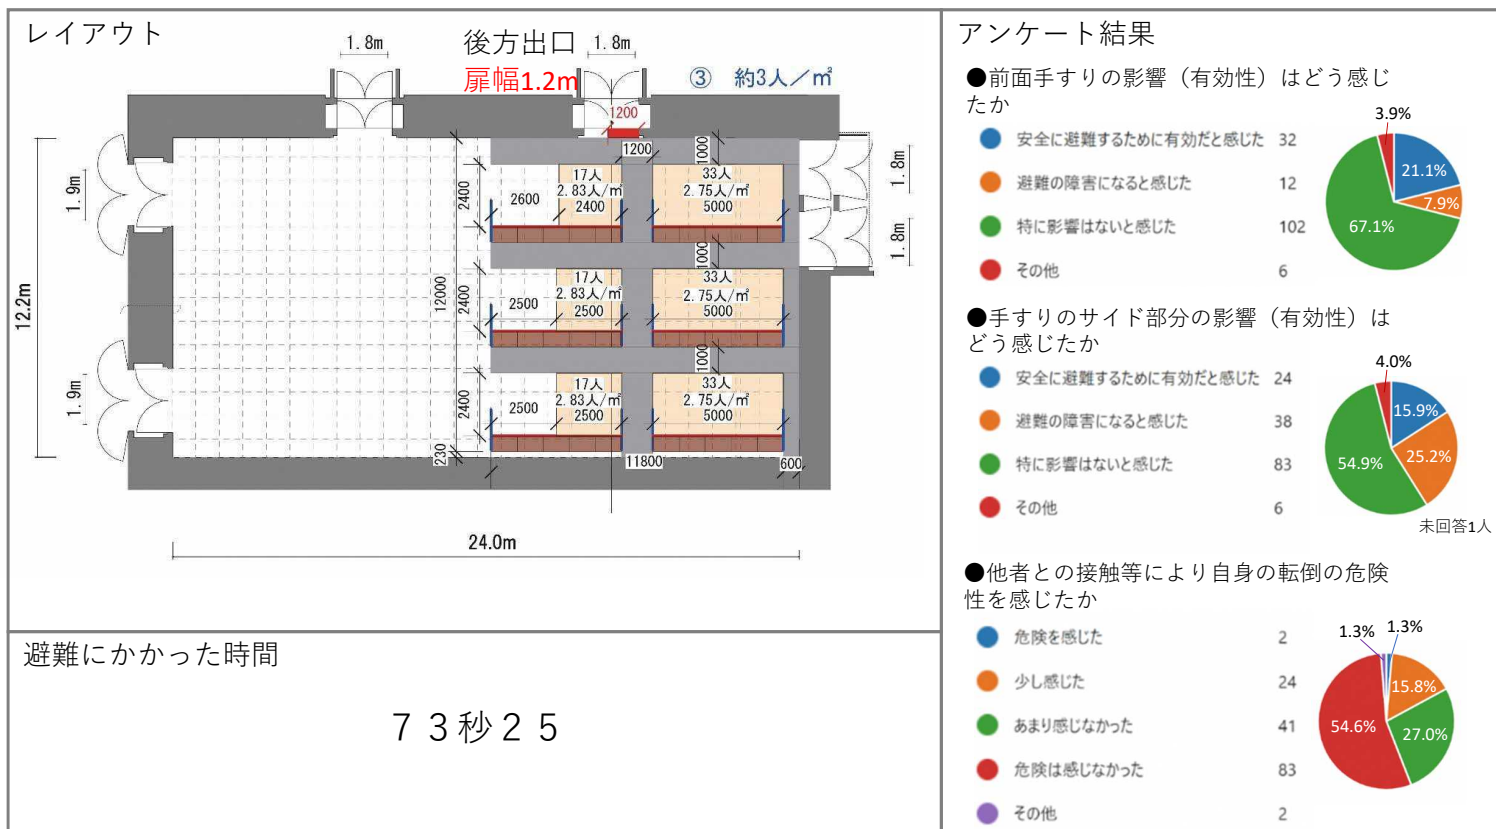 レイアウト
1.8m
後方出口
扉幅1.2m
1.8m
③ 約3人／㎡
1200
1200
1000
17人
2.83人/㎡
2400
33人
2.75人/㎡
5000
2600
2400
1.9m
1.8m
1.8m
1000
17人
2.83人/㎡
2500
33人
2.75人/㎡
5000
2500
2400
12000
12.2m
1000
17人
2.83人/㎡
2500
33人
2.75人/㎡
5000
2500
2400
1.9m
230
11800
600
24.0m
避難にかかった時間
７３秒２５
アンケート結果
●前面手すりの影響（有効性）はどう感じ
たか
安全に避難するために有効だと感じた 32
避難の障害になると感じた 12
特に影響はないと感じた 102
その他 6
3.9%
21.1%
7.9%
67.1%
●手すりのサイド部分の影響（有効性）は
どう感じたか
安全に避難するために有効だと感じた 24
避難の障害になると感じた 38
特に影響はないと感じた 83
その他 6
4.0%
15.9%
25.2%
54.9%
未回答1人
●他者との接触等により自身の転倒の危険
性を感じたか
危険を感じた 2
少し感じた 24
あまり感じなかった 41
危険は感じなかった 83
その他 2
1.3%
1.3%
15.8%
27.0%
54.6%